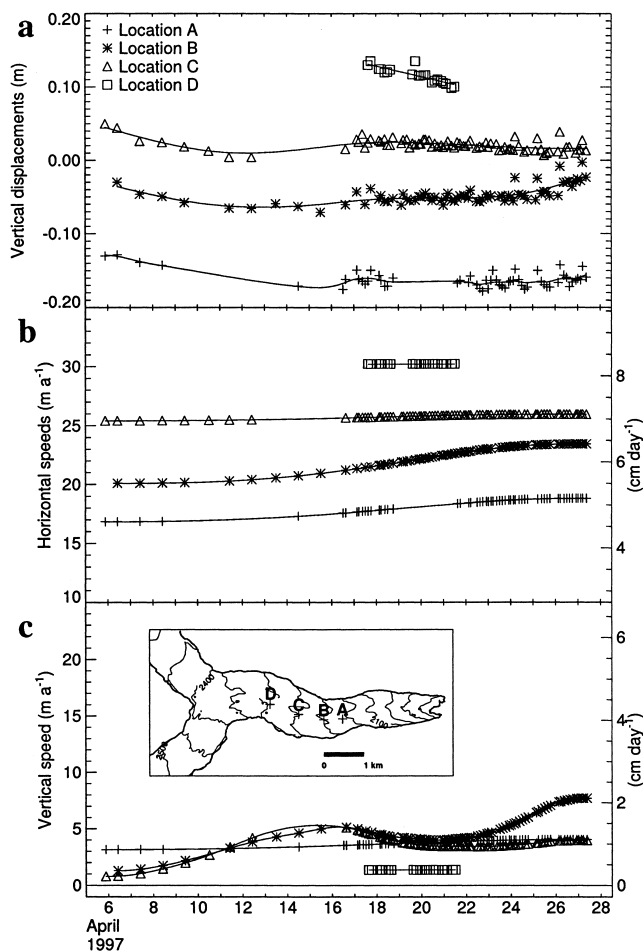 a
0.20
+ Location A
✳ Location B
△ Location C
□ Location D
0.10
0.00
-0.10
-0.20
Vertical displacements (m)
b
30
25
20
15
10
Horizontal speeds (m a⁻¹)
8
6
4
(cm day⁻¹)
c
20
15
10
5
0
Vertical speed (m a⁻¹)
6
4
2
0
(cm day⁻¹)
2400
D
C
B
A
2100
0 1 km
6 8 10 12 14 16 18 20 22 24 26 28
April
1997